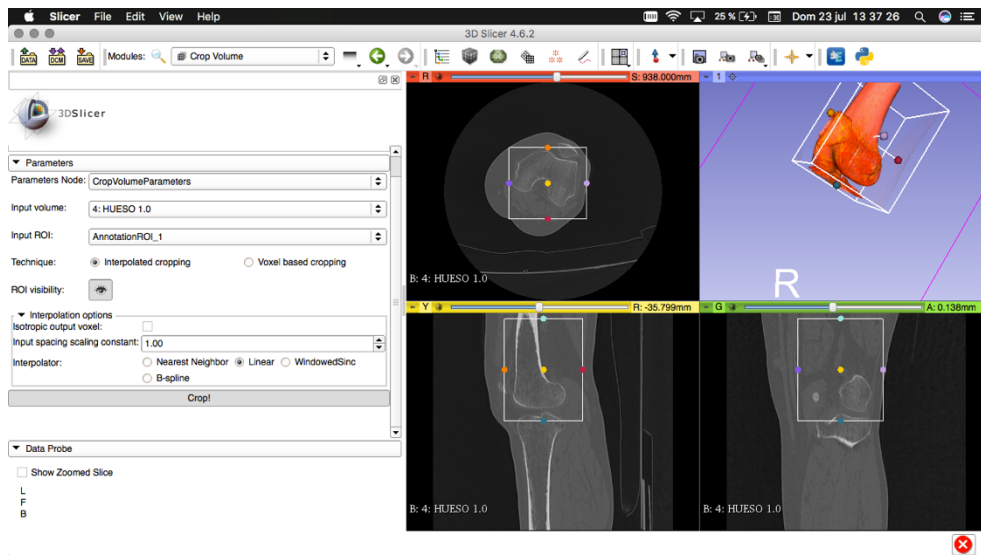 Slicer File Edit View Help 25 % Dom 23 jul 13 37 26
3D Slicer 4.6.2
DATA DCM SAVE Modules: Crop Volume
3DSlicer
Parameters
Parameters Node: CropVolumeParameters
Input volume: 4: HUESO 1.0
Input ROI: AnnotationROI_1
Technique: Interpolated cropping Voxel based cropping
ROI visibility:
Interpolation options
Isotropic output voxel:
Input spacing scaling constant: 1.00
Interpolator: Nearest Neighbor Linear WindowedSinc
B-spline
Crop!
Data Probe
Show Zoomed Slice
L
F
B
R S: 938.000mm
B: 4: HUESO 1.0
1
R
Y R: -35.799mm
B: 4: HUESO 1.0
G A: 0.138mm
B: 4: HUESO 1.0